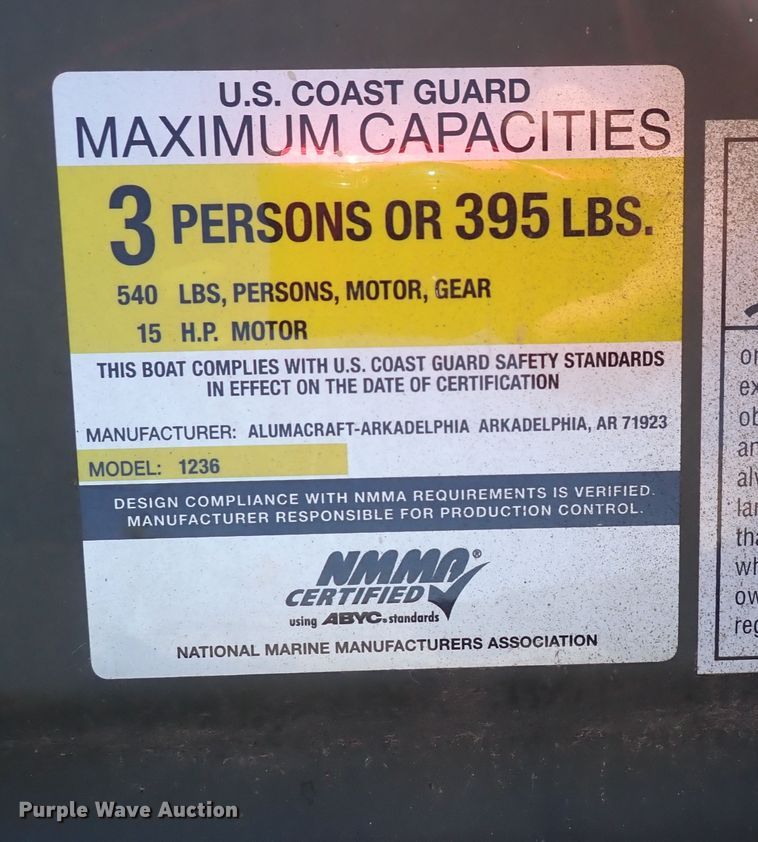 U.S. COAST GUARD
MAXIMUM CAPACITIES
3 PERSONS OR 395 LBS.
540 LBS, PERSONS, MOTOR, GEAR
15 H.P. MOTOR
THIS BOAT COMPLIES WITH U.S. COAST GUARD SAFETY STANDARDS
IN EFFECT ON THE DATE OF CERTIFICATION
MANUFACTURER: ALUMACRAFT-ARKADELPHIA ARKADELPHIA, AR 71923
MODEL: 1236
DESIGN COMPLIANCE WITH NMMA REQUIREMENTS IS VERIFIED.
MANUFACTURER RESPONSIBLE FOR PRODUCTION CONTROL.
NMMA®
CERTIFIED
using ABYC® standards
NATIONAL MARINE MANUFACTURERS ASSOCIATION
Purple Wave Auction